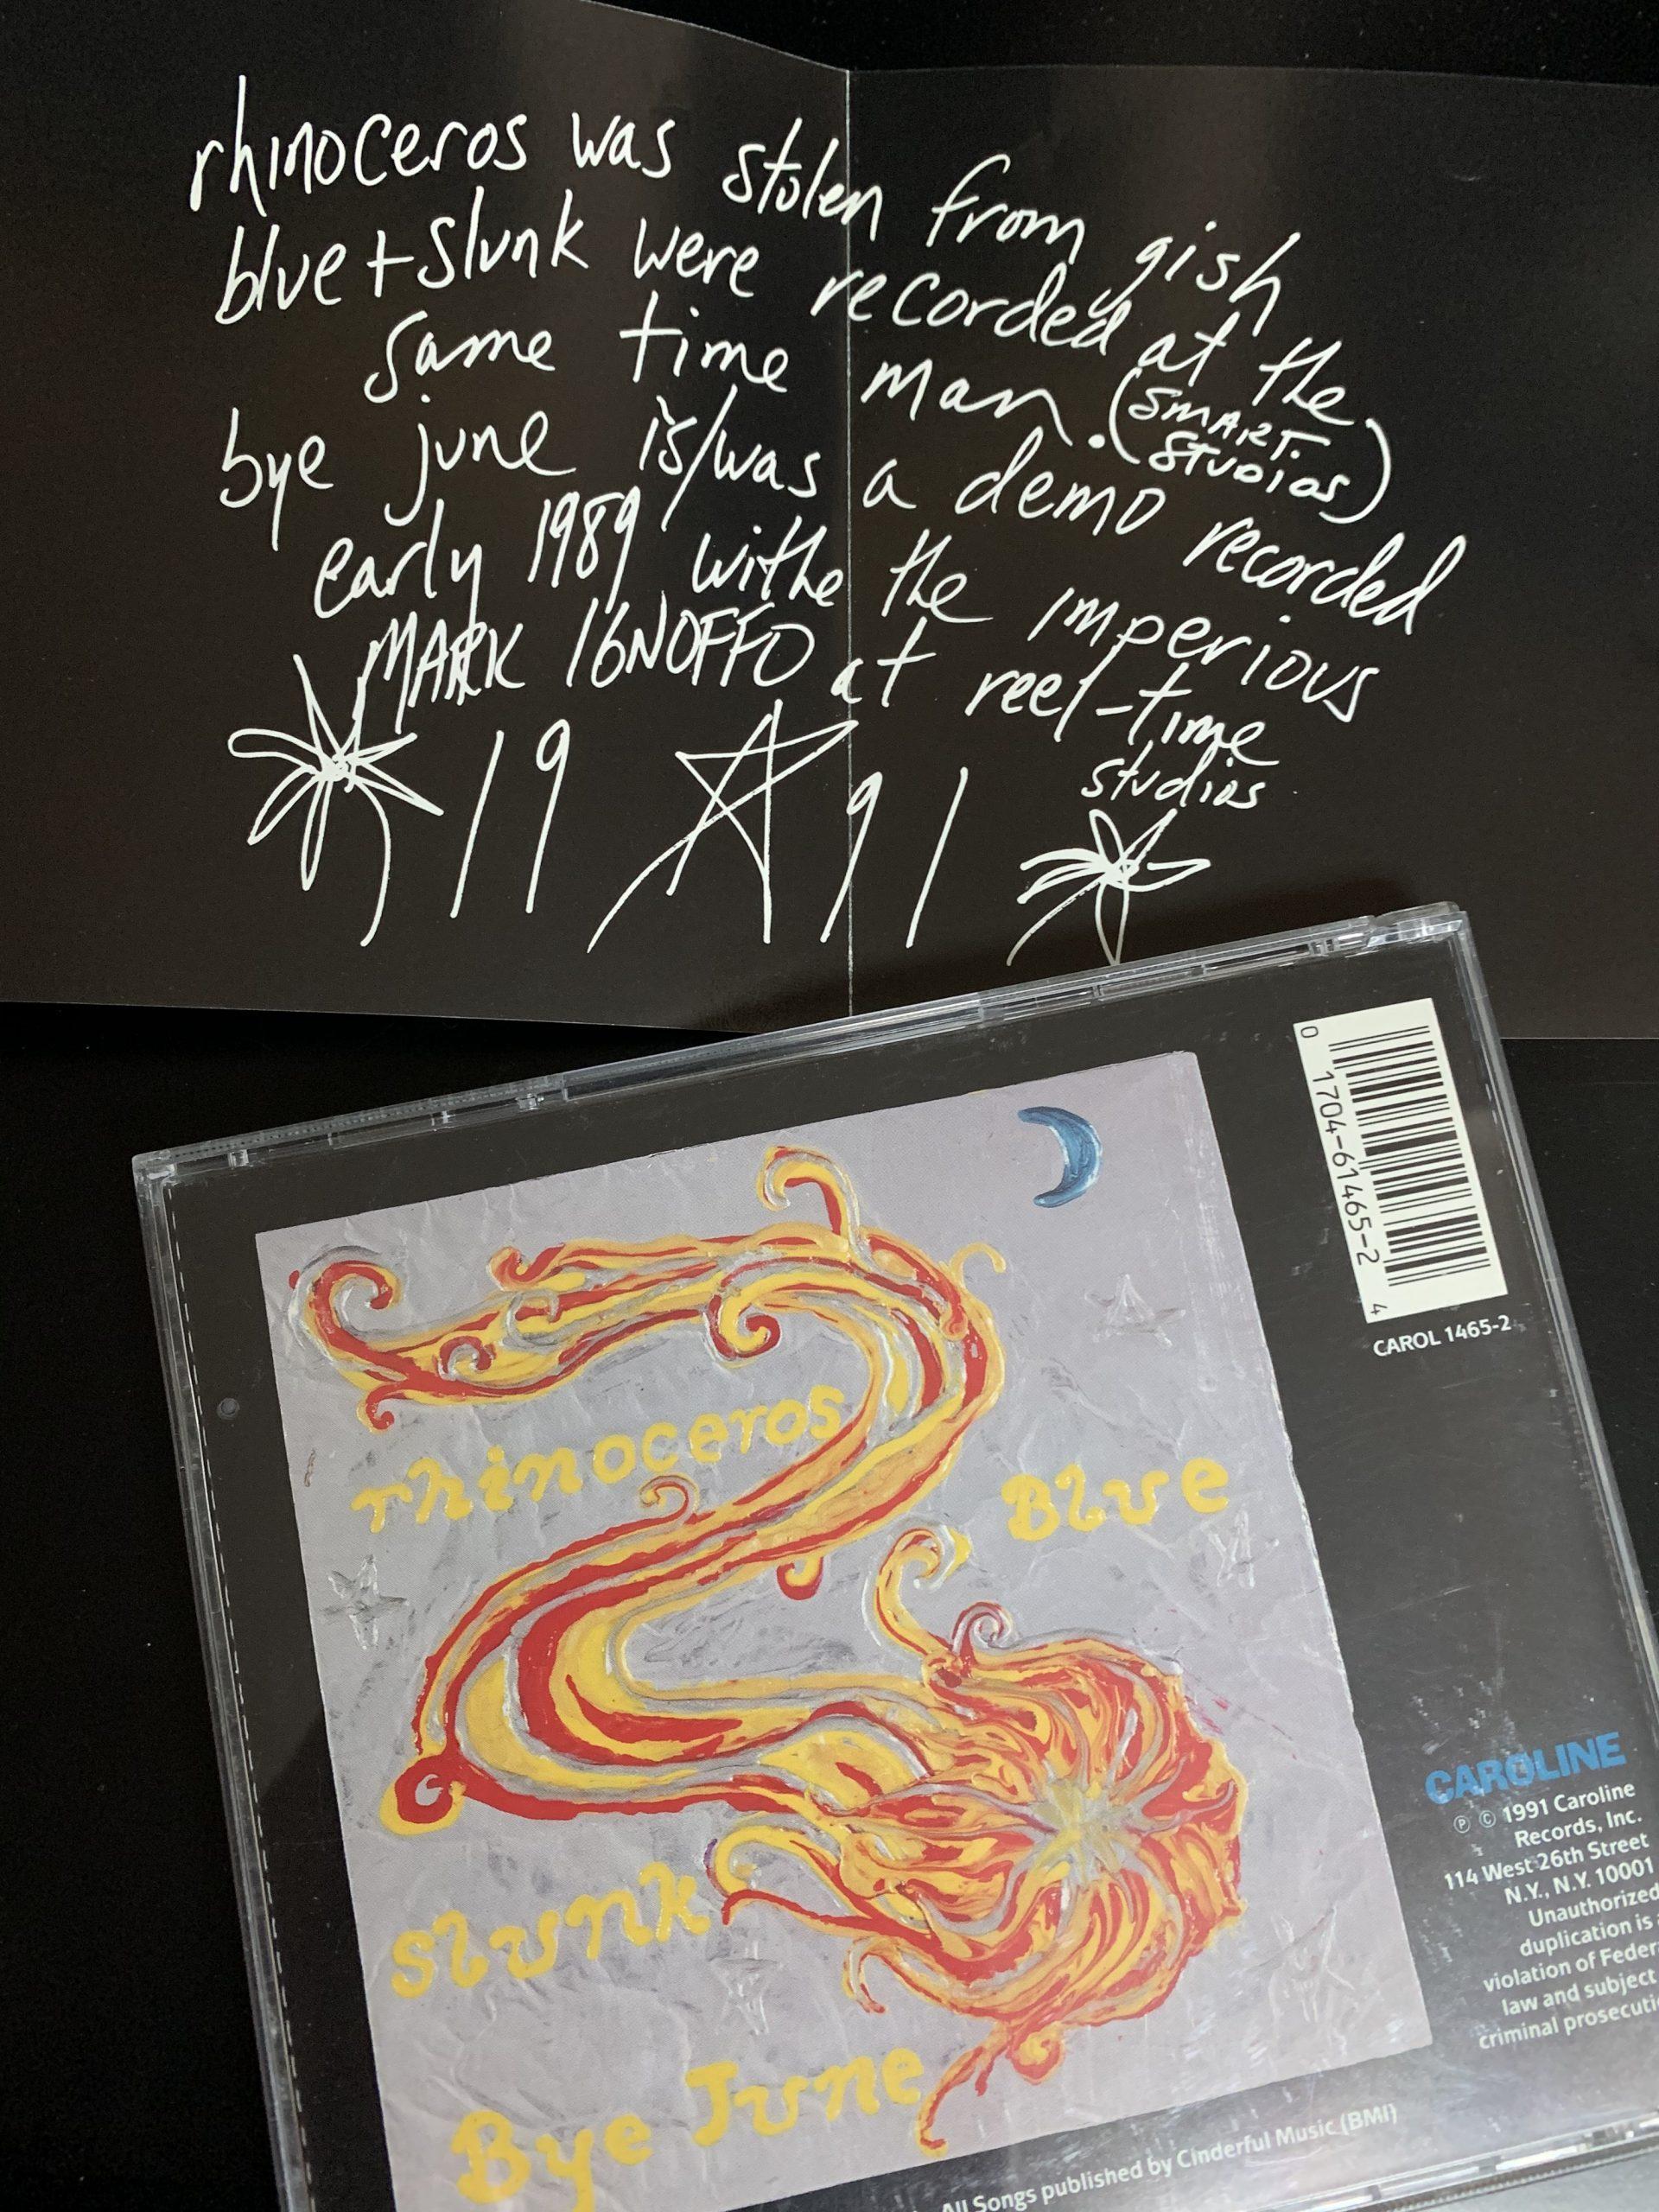 rhinoceros was stolen from gish
blue + slunk were recorded at the
same time man. (SMART STUDIOS)
bye june is/was a demo recorded
early 1989 withe the imperious
MARK IGNOFFO at reel-time
studios
19 91
0 1704-61465-2 4
CAROL 1465-2
rhinoceros
Blue
slunk
Bye June
CAROLINE
℗ © 1991 Caroline
Records, Inc.
114 West 26th Street
N.Y., N.Y. 10001
Unauthorized
duplication is
violation of Feder
law and subject
criminal prosecuti
All Songs published by Cinderful Music (BMI)